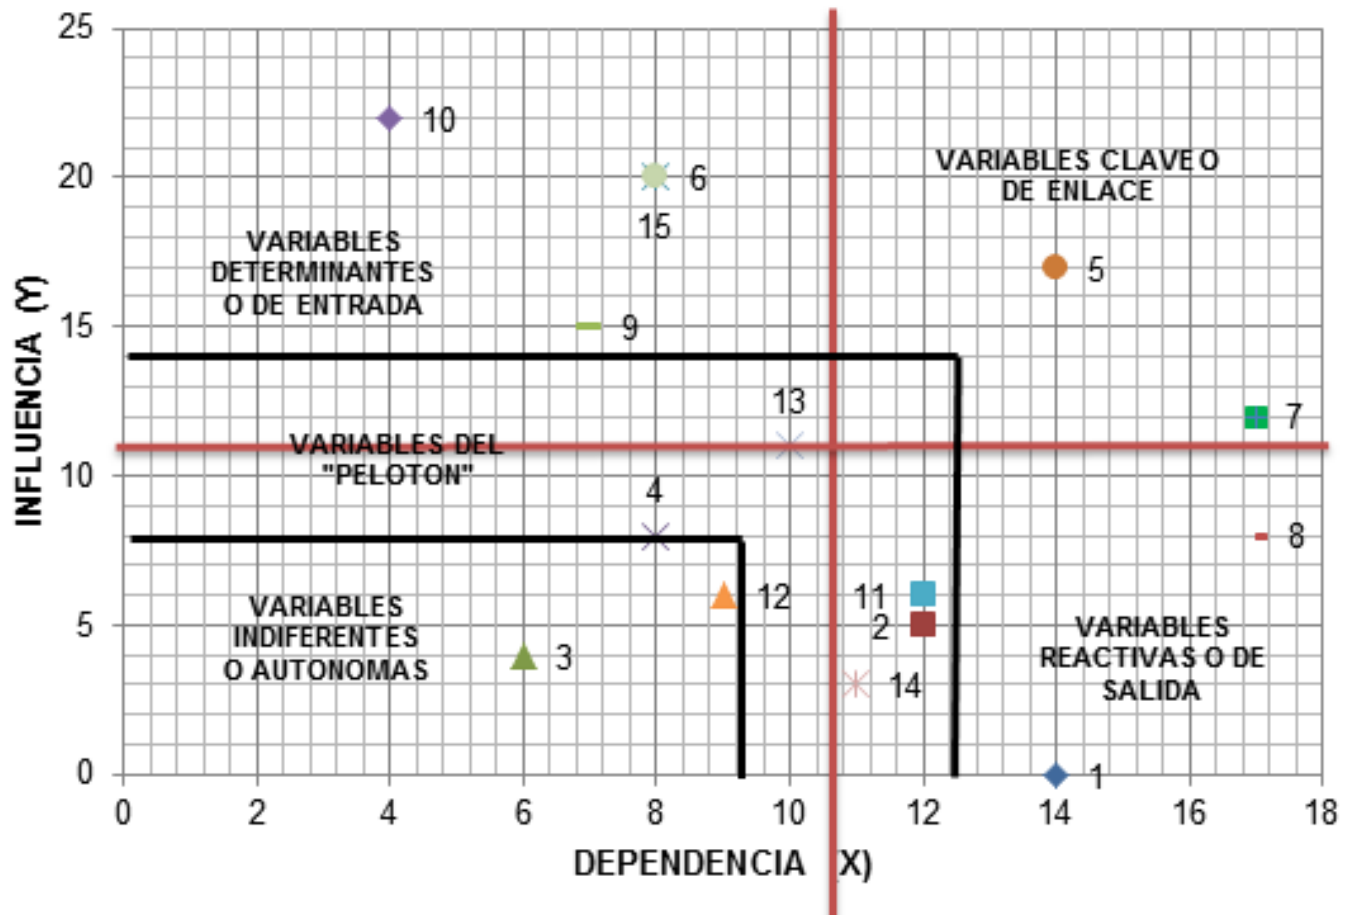 25
10
VARIABLES CLAVE O
DE ENLACE
20
6
15
VARIABLES
DETERMINANTES
O DE ENTRADA
5
INFLUENCIA (Y)
15
9
13
7
VARIABLES DEL
"PELOTON"
10
4
8
VARIABLES
INDIFERENTES
O AUTONOMAS
12
11
5
2
VARIABLES
REACTIVAS O DE
SALIDA
3
14
0
1
0 2 4 6 8 10 12 14 16 18
DEPENDENCIA (X)